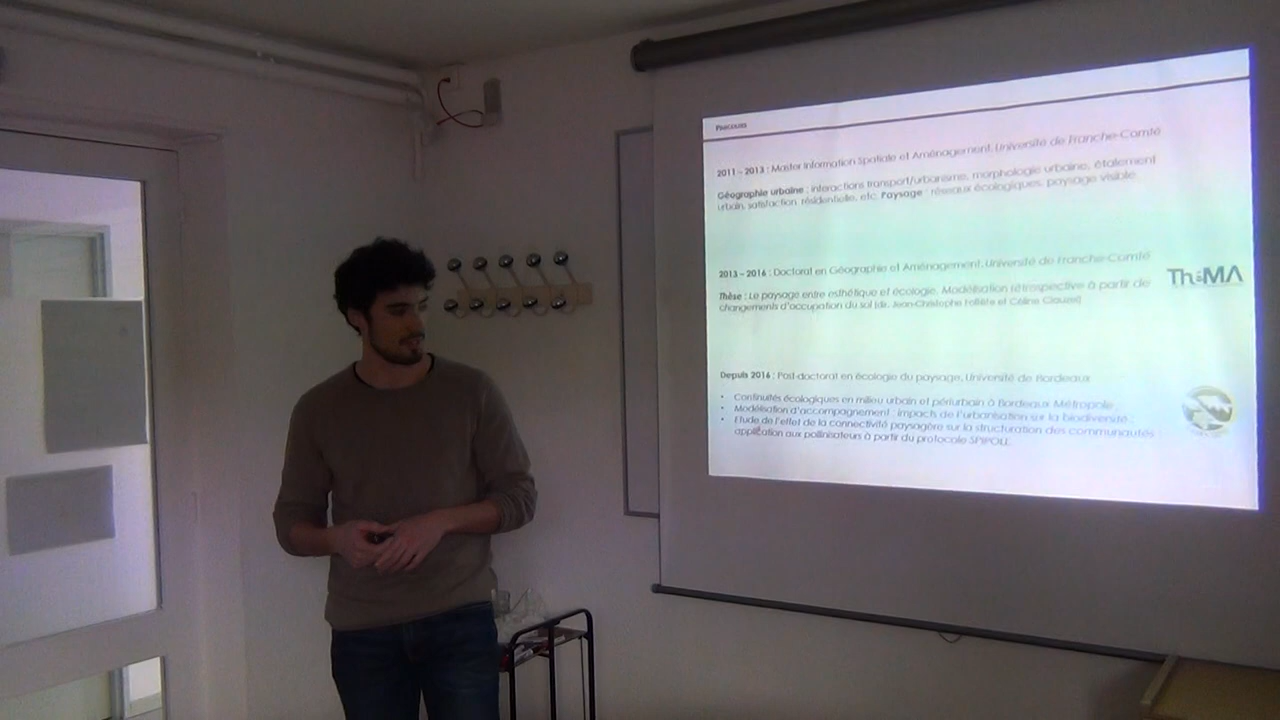 Parcours
2011 – 2013 : Master Information Spatiale et Aménagement, Université de Franche-Comté
Géographie urbaine : interactions transport/urbanisme, morphologie urbaine, étalement
urbain, satisfaction résidentielle, etc. Paysage : réseaux écologiques, paysage visible
2013 – 2016 : Doctorat en Géographie et Aménagement, Université de Franche-Comté
ThéMA
Thèse : Le paysage entre esthétique et écologie. Modélisation rétrospective à partir de
changements d'occupation du sol (dir. Jean-Christophe Foltête et Céline Clauzel)
Depuis 2016 : Post-doctorat en écologie du paysage, Université de Bordeaux
• Continuités écologiques en milieu urbain et périurbain à Bordeaux Métropole ;
• Modélisation d'accompagnement : impach de l'urbanisation sur la biodiversité ;
• Etude de l'effet de la connectivité paysagère sur la structuration des communautés
application aux pollinisateurs à partir du protocole SPIPOLL.